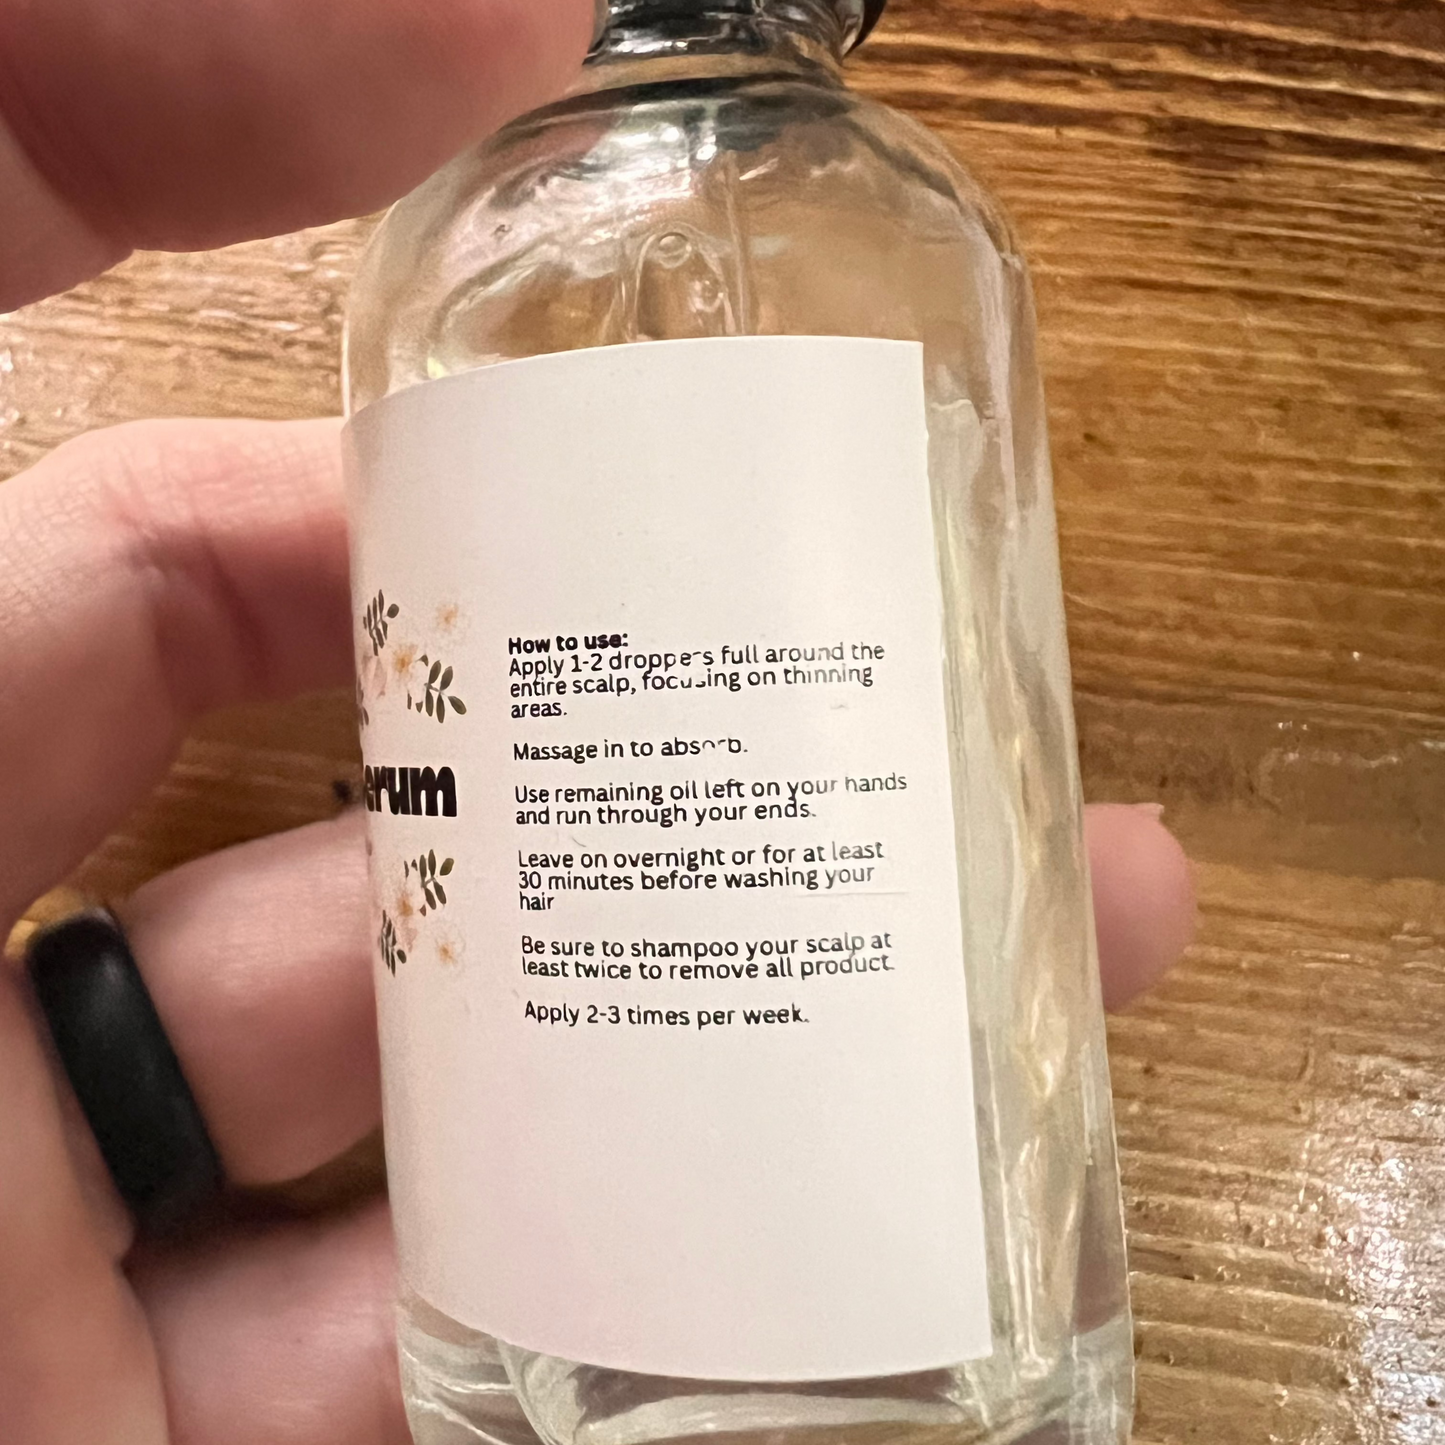 erum
How to use:
Apply 1-2 droppers full around the
entire scalp, focusing on thinning
areas.
Massage in to absorb.
Use remaining oil left on your hands
and run through your ends.
Leave on overnight or for at least
30 minutes before washing your
hair
Be sure to shampoo your scalp at
least twice to remove all product.
Apply 2-3 times per week.